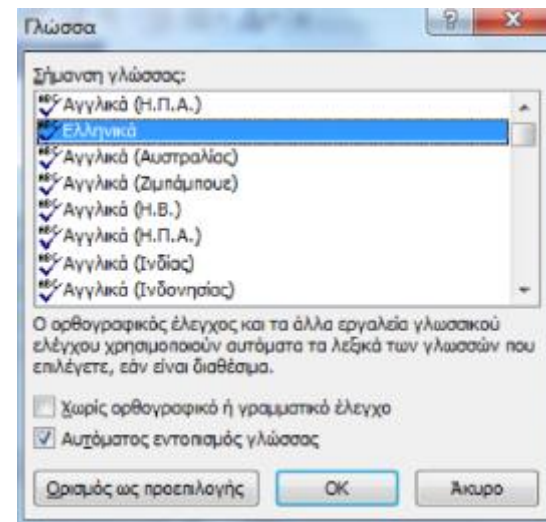 Γλώσσα
Σήμανση γλώσσας:
Αγγλικά (Η.Π.Α.)
Ελληνικά
Αγγλικά (Αυστραλίας)
Αγγλικά (Ζιμπάμπουε)
Αγγλικά (Η.Β.)
Αγγλικά (Η.Π.Α.)
Αγγλικά (Ινδίας)
Αγγλικά (Ινδονησίας)
Ο ορθογραφικός έλεγχος και τα άλλα εργαλεία γλωσσικού
ελέγχου χρησιμοποιούν αυτόματα τα λεξικά των γλωσσών που
επιλέγετε, εάν είναι διαθέσιμα.
Χωρίς ορθογραφικό ή γραμματικό έλεγχο
Αυτόματος εντοπισμός γλώσσας
Ορισμός ως προεπιλογής OK Άκυρο